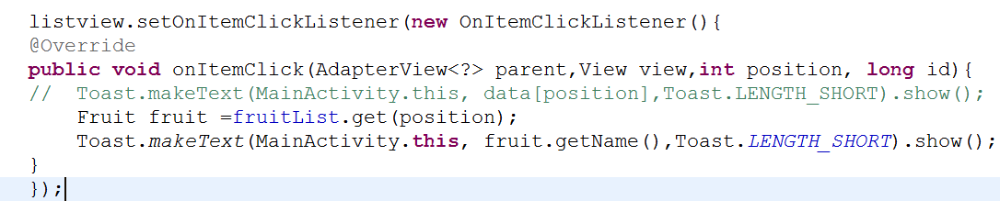 listview.setOnItemClickListener(new OnItemClickListener(){
@Override
public void onItemClick(AdapterView<?> parent,View view,int position, long id){
//  Toast.makeText(MainActivity.this, data[position],Toast.LENGTH_SHORT).show();
    Fruit fruit =fruitList.get(position);
    Toast.makeText(MainActivity.this, fruit.getName(),Toast.LENGTH_SHORT).show();
}
});